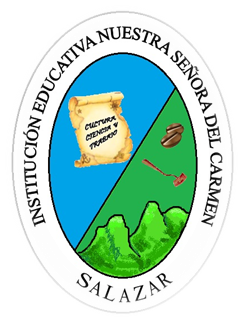 INSTITUCIÓN EDUCATIVA NUESTRA SEÑORA DEL CARMEN
CULTURA
CIENCIA Y
TRABAJO
SALAZAR